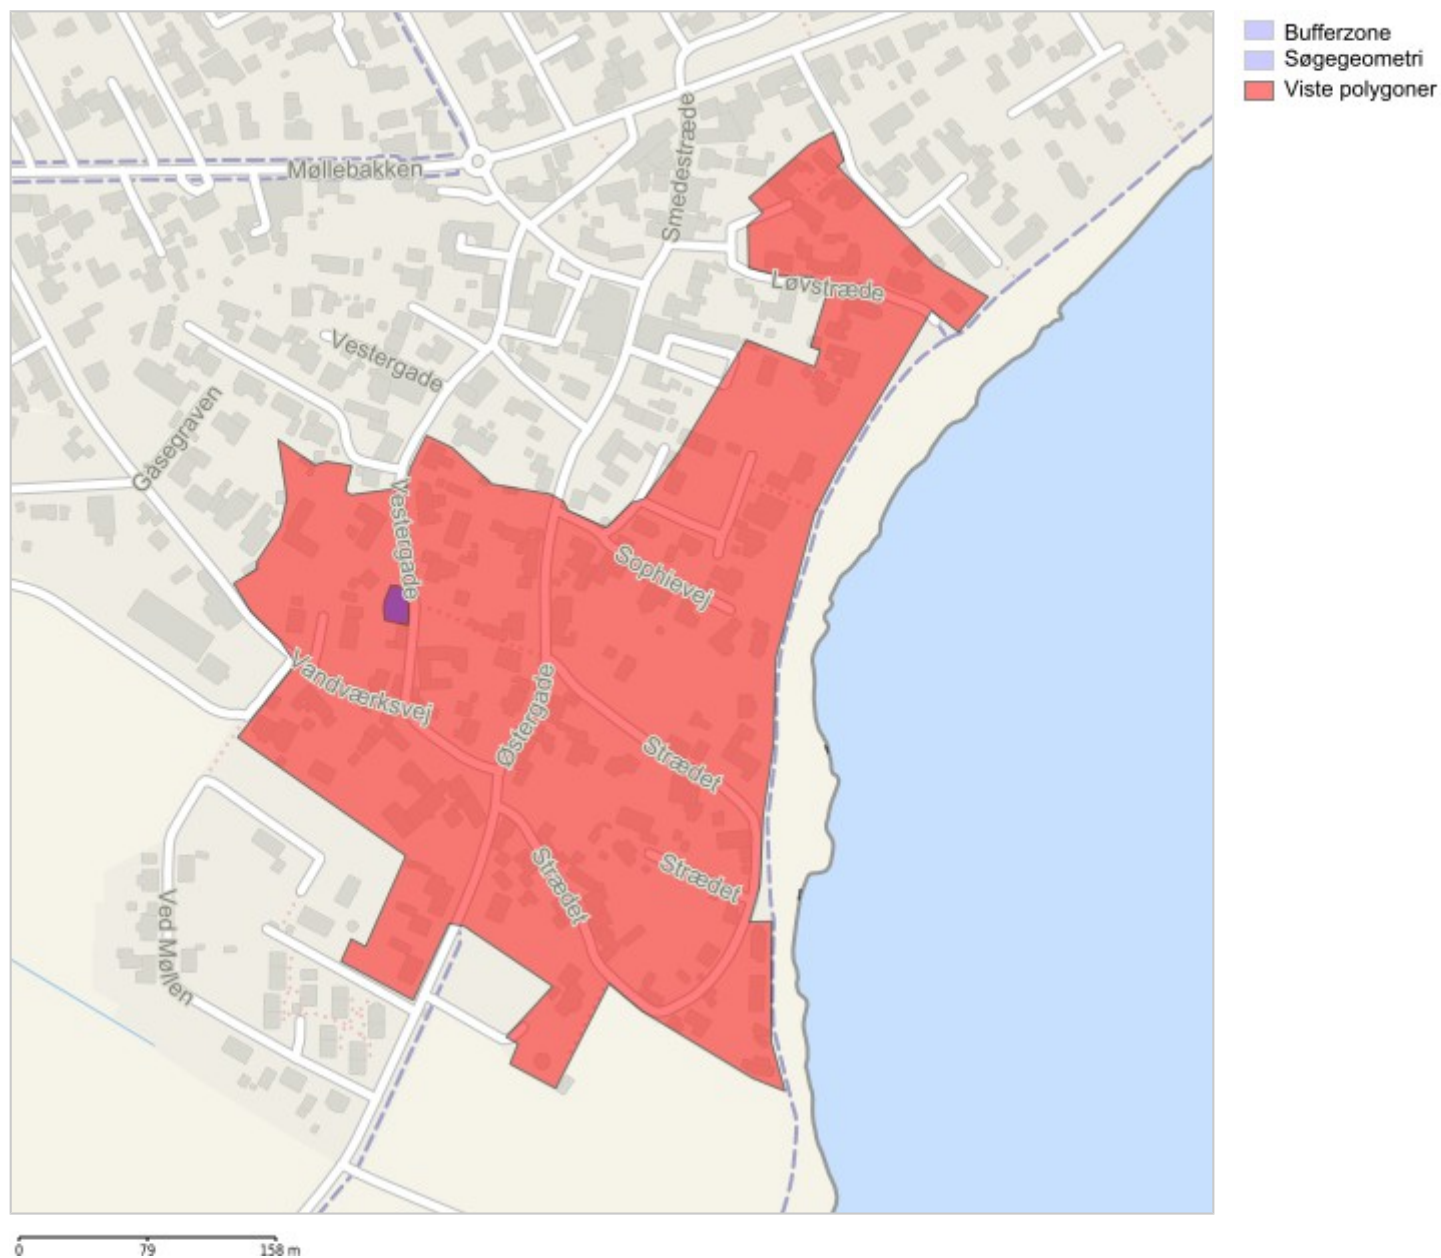 Bufferzone
Søgegeometri
Viste polygoner
Møllebakken
Smedestræde
Løvstræde
Vestergade
Gåsegraven
Vestergade
Sophievej
Vandværksvej
Østergade
Strædet
Strædet
Strædet
Ved Møllen
0 79 158 m